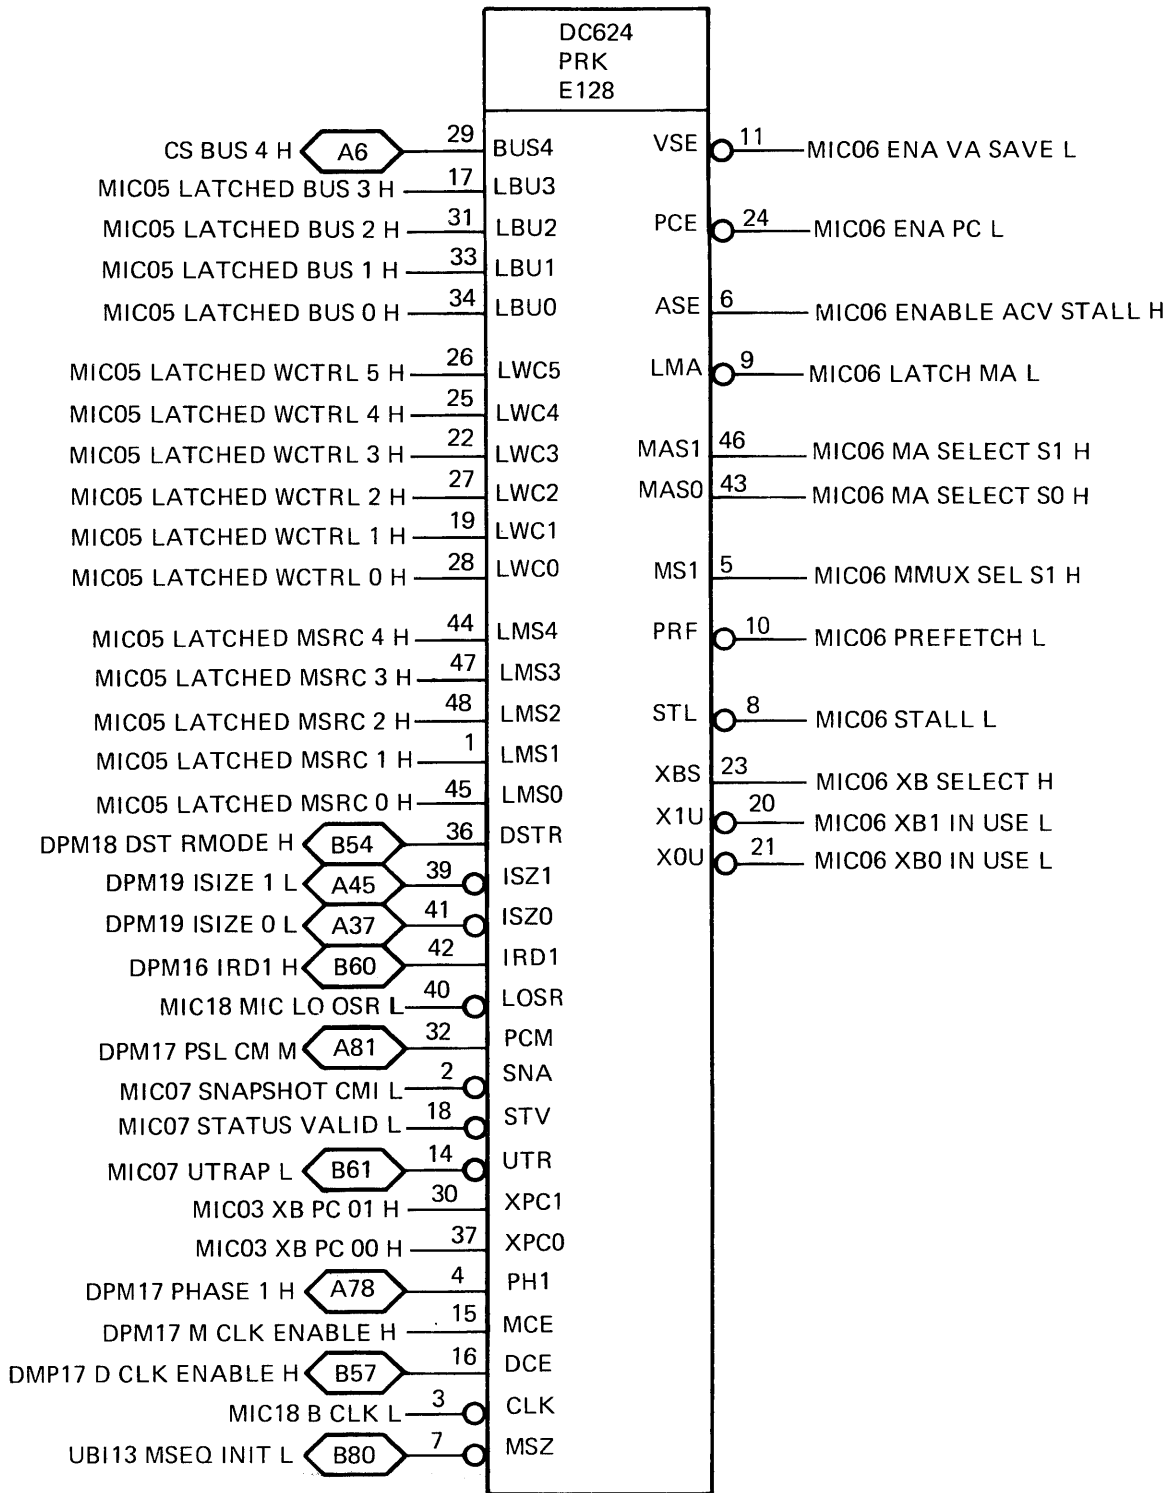 DC624
PRK
E128
CS BUS 4 H A6 29 BUS4
MIC05 LATCHED BUS 3 H 17 LBU3
MIC05 LATCHED BUS 2 H 31 LBU2
MIC05 LATCHED BUS 1 H 33 LBU1
MIC05 LATCHED BUS 0 H 34 LBU0
MIC05 LATCHED WCTRL 5 H 26 LWC5
MIC05 LATCHED WCTRL 4 H 25 LWC4
MIC05 LATCHED WCTRL 3 H 22 LWC3
MIC05 LATCHED WCTRL 2 H 27 LWC2
MIC05 LATCHED WCTRL 1 H 19 LWC1
MIC05 LATCHED WCTRL 0 H 28 LWC0
MIC05 LATCHED MSRC 4 H 44 LMS4
MIC05 LATCHED MSRC 3 H 47 LMS3
MIC05 LATCHED MSRC 2 H 48 LMS2
MIC05 LATCHED MSRC 1 H 1 LMS1
MIC05 LATCHED MSRC 0 H 45 LMS0
DPM18 DST RMODE H B54 36 DSTR
DPM19 ISIZE 1 L A45 39 ISZ1
DPM19 ISIZE 0 L A37 41 ISZ0
DPM16 IRD1 H B60 42 IRD1
MIC18 MIC LO OSR L 40 LOSR
DPM17 PSL CM M A81 32 PCM
MIC07 SNAPSHOT CMI L 2 SNA
MIC07 STATUS VALID L 18 STV
MIC07 UTRAP L B61 14 UTR
MIC03 XB PC 01 H 30 XPC1
MIC03 XB PC 00 H 37 XPC0
DPM17 PHASE 1 H A78 4 PH1
DPM17 M CLK ENABLE H 15 MCE
DMP17 D CLK ENABLE H B57 16 DCE
MIC18 B CLK L 3 CLK
UBI13 MSEQ INIT L B80 7 MSZ
VSE 11 MIC06 ENA VA SAVE L
PCE 24 MIC06 ENA PC L
ASE 6 MIC06 ENABLE ACV STALL H
LMA 9 MIC06 LATCH MA L
MAS1 46 MIC06 MA SELECT S1 H
MAS0 43 MIC06 MA SELECT S0 H
MS1 5 MIC06 MMUX SEL S1 H
PRF 10 MIC06 PREFETCH L
STL 8 MIC06 STALL L
XBS 23 MIC06 XB SELECT H
X1U 20 MIC06 XB1 IN USE L
X0U 21 MIC06 XB0 IN USE L